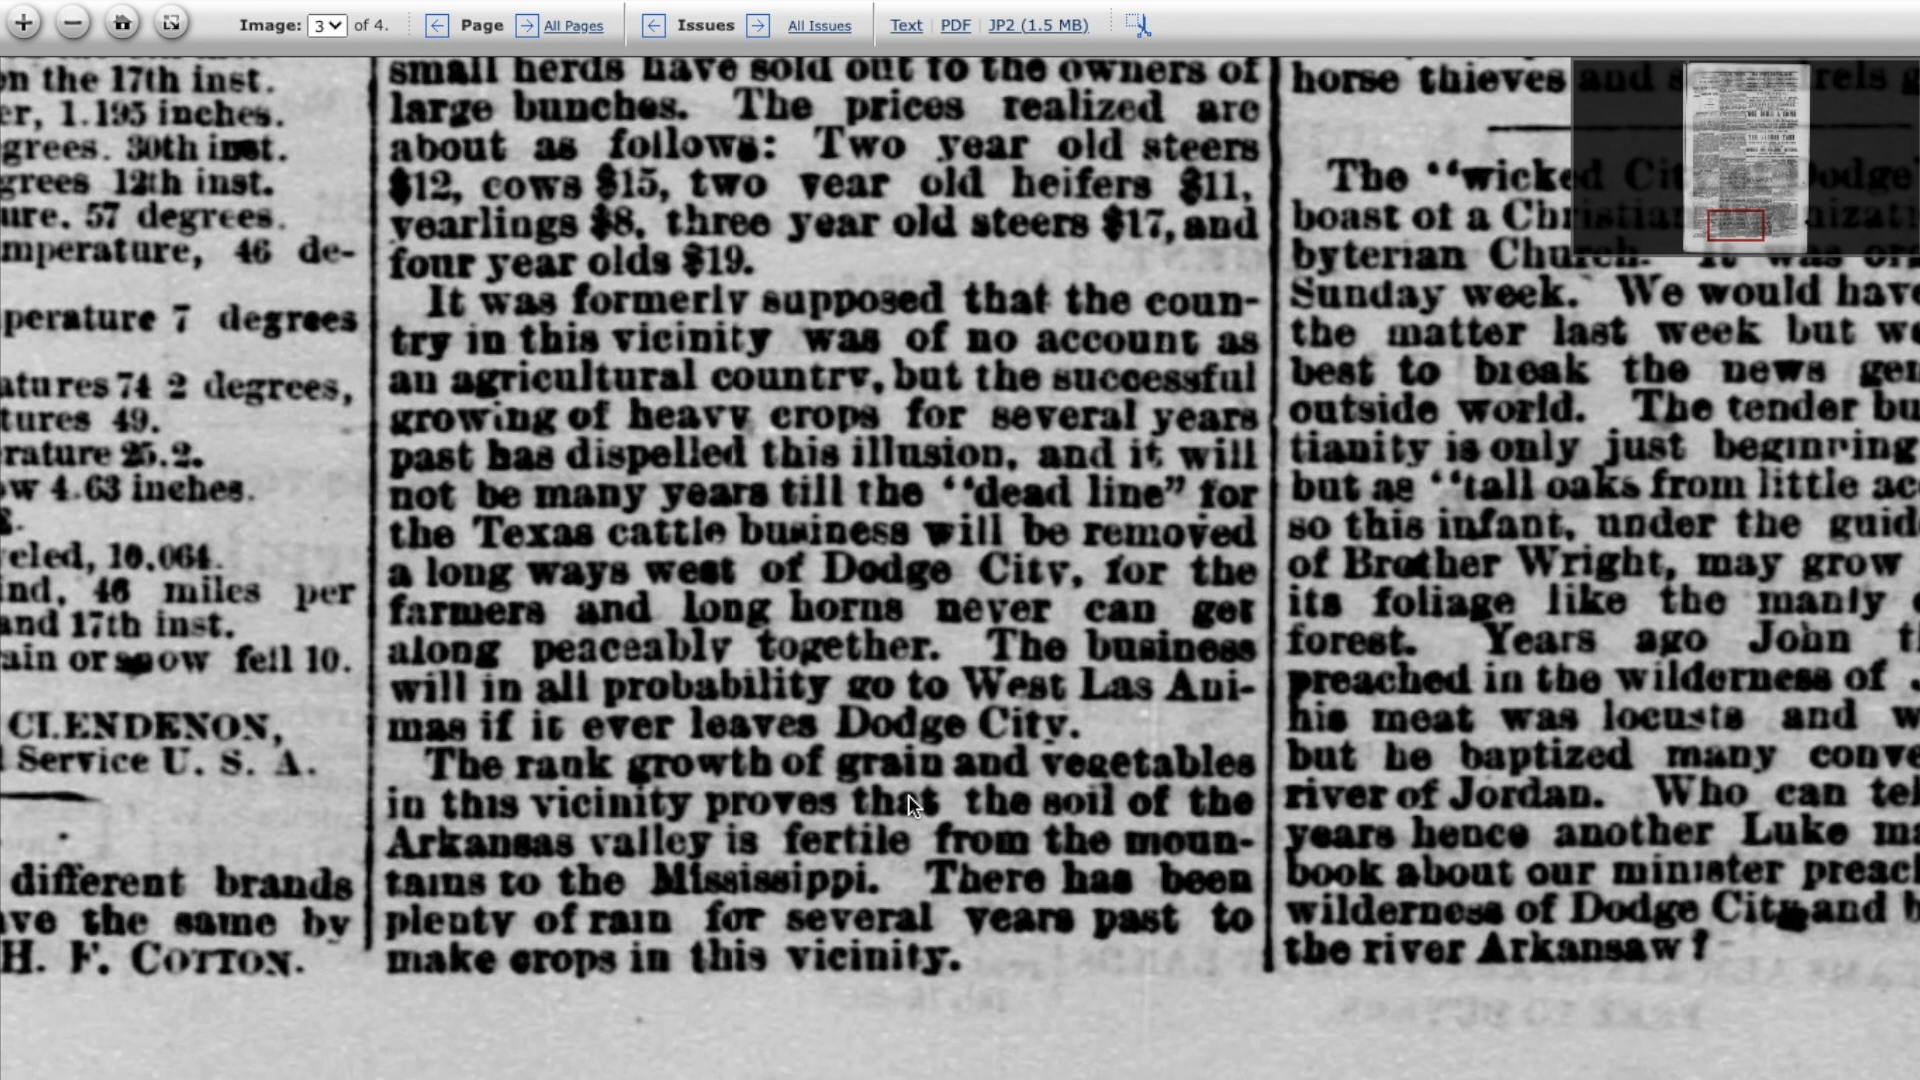 Image: 3 of 4. Page All Pages Issues All Issues Text PDF JP2 (1.5 MB)
on the 17th inst.
er, 1.195 inches.
grees. 30th inst.
grees 12th inst.
ure. 57 degrees.
mperature, 46 de-
perature 7 degrees
atures 74 2 degrees,
tures 49.
rature 25.2.
ow 4.63 inches.
eled, 10,064.
ind, 46 miles per
and 17th inst.
ain or snow fell 10.
CLENDENON,
Service U. S. A.
different brands
ave the same by
H. F. COTTON.
small herds have sold out to the owners of
large bunches. The prices realized are
about as follows: Two year old steers
$12, cows $15, two year old heifers $11,
yearlings $8, three year old steers $17, and
four year olds $19.
It was formerly supposed that the coun-
try in this vicinity was of no account as
an agricultural country, but the successful
growing of heavy crops for several years
past has dispelled this illusion, and it will
not be many years till the "dead line" for
the Texas cattle business will be removed
a long ways west of Dodge City, for the
farmers and long horns never can get
along peaceably together. The business
will in all probability go to West Las Ani-
mas if it ever leaves Dodge City.
The rank growth of grain and vegetables
in this vicinity proves that the soil of the
Arkansas valley is fertile from the moun-
tains to the Mississippi. There has been
plenty of rain for several years past to
make crops in this vicinity.
horse thieves and
The "wicked City Dodge"
boast of a Christian
byterian Church. It was
Sunday week. We would have
the matter last week but we
best to break the news gen
outside world. The tender bu
tianity is only just beginning
but as "tall oaks from little ac
so this infant, under the guid
of Brother Wright, may grow
its foliage like the manly
forest. Years ago John th
preached in the wilderness of
his meat was locusts and w
but he baptized many conve
river of Jordan. Who can tel
years hence another Luke ma
book about our minister preac
wilderness of Dodge City and b
the river Arkansaw?